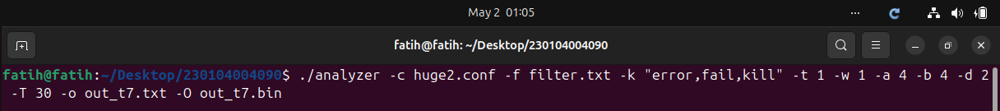 May 2 01:05
fatih@fatih: ~/Desktop/230104004090
fatih@fatih:~/Desktop/230104004090$ ./analyzer -c huge2.conf -f filter.txt -k "error,fail,kill" -t 1 -w 1 -a 4 -b 4 -d 2
-T 30 -o out_t7.txt -O out_t7.bin